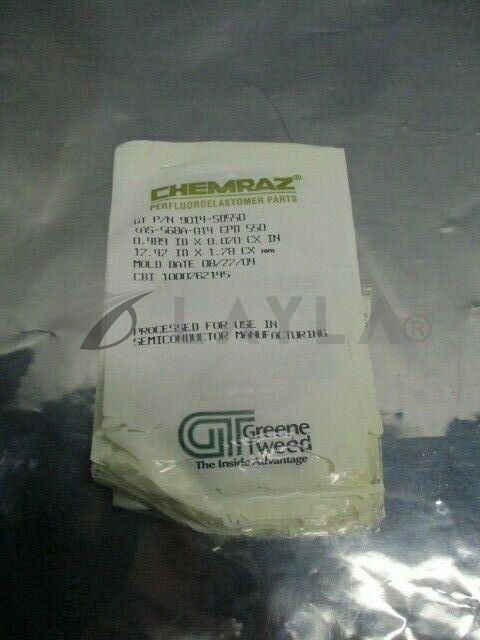 CHEMRAZ®
PERFLUOROELASTOMER PARTS
GT P/N 9014-SD550
<AS-568A-014 CPD 550
0.489 ID X 0.070 CX IN
12.42 ID X 1.78 CX mm
MOLD DATE 08/27/04
CBI 1000762145
LAYLA®
PROCESSED FOR USE IN
SEMICONDUCTOR MANUFACTURING
GT Greene
Tweed
The Inside Advantage